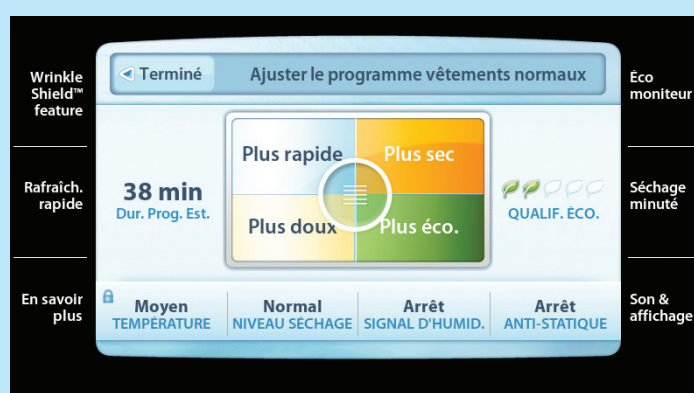 Wrinkle
Shield™
feature
Rafraîch.
rapide
En savoir
plus
Terminé
Ajuster le programme vêtements normaux
38 min
Dur. Prog. Est.
Plus rapide
Plus sec
Plus doux
Plus éco.
QUALIF. ÉCO.
Moyen
TEMPÉRATURE
Normal
NIVEAU SÉCHAGE
Arrêt
SIGNAL D'HUMID.
Arrêt
ANTI-STATIQUE
Éco
moniteur
Séchage
minuté
Son &
affichage